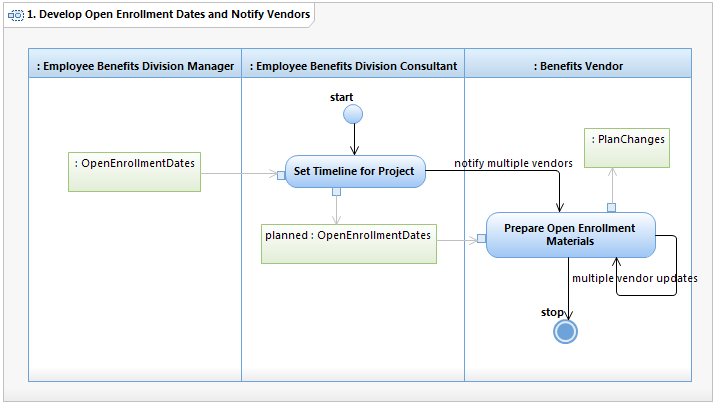 1. Develop Open Enrollment Dates and Notify Vendors
: Employee Benefits Division Manager
: Employee Benefits Division Consultant
: Benefits Vendor
start
: OpenEnrollmentDates
Set Timeline for Project
notify multiple vendors
: PlanChanges
planned : OpenEnrollmentDates
Prepare Open Enrollment
Materials
multiple vendor updates
stop